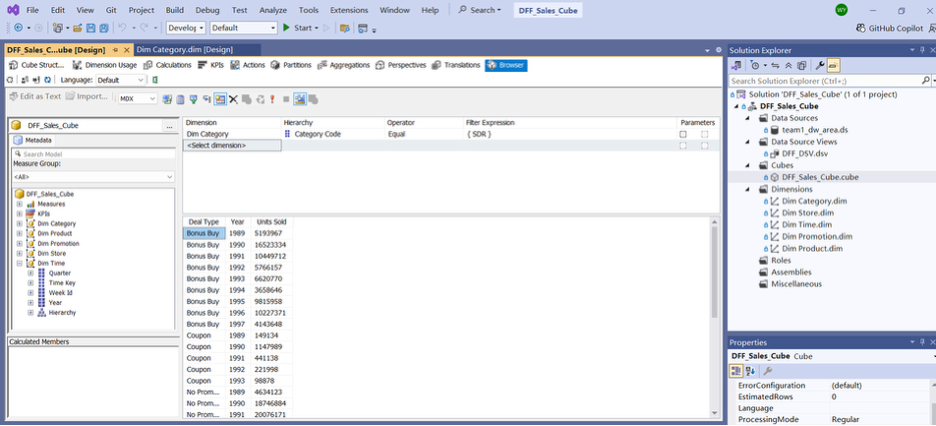 File Edit View Git Project Build Debug Test Analyze Tools Extensions Window Help Search DFF_Sales_Cube WY
Develop Default Start GitHub Copilot
DFF_Sales_C...ube [Design] Dim Category.dim [Design]
Cube Struct... Dimension Usage Calculations KPIs Actions Partitions Aggregations Perspectives Translations Browser
Language: Default
Edit as Text Import... MDX
DFF_Sales_Cube ...
Metadata
Search Model
Measure Group:
<All>
DFF_Sales_Cube
Measures
KPIs
Dim Category
Dim Product
Dim Promotion
Dim Store
Dim Time
Quarter
Time Key
Week Id
Year
Hierarchy
Calculated Members
Dimension Hierarchy Operator Filter Expression Parameters
Dim Category Category Code Equal { SDR }
<Select dimension>
Deal Type Year Units Sold
Bonus Buy 1989 5193967
Bonus Buy 1990 16523334
Bonus Buy 1991 10449712
Bonus Buy 1992 5766157
Bonus Buy 1993 6620770
Bonus Buy 1994 3658646
Bonus Buy 1995 9815958
Bonus Buy 1996 10227371
Bonus Buy 1997 4143648
Coupon 1989 149134
Coupon 1990 1147989
Coupon 1991 441138
Coupon 1992 221998
Coupon 1993 98878
No Prom... 1989 4634123
No Prom... 1990 18746884
No Prom... 1991 20076171
Solution Explorer
Search Solution Explorer (Ctrl+;)
Solution 'DFF_Sales_Cube' (1 of 1 project)
DFF_Sales_Cube
Data Sources
team1_dw_area.ds
Data Source Views
DFF_DSV.dsv
Cubes
DFF_Sales_Cube.cube
Dimensions
Dim Category.dim
Dim Store.dim
Dim Time.dim
Dim Promotion.dim
Dim Product.dim
Roles
Assemblies
Miscellaneous
Properties
DFF_Sales_Cube Cube
ErrorConfiguration (default)
EstimatedRows 0
Language
ProcessingMode Regular